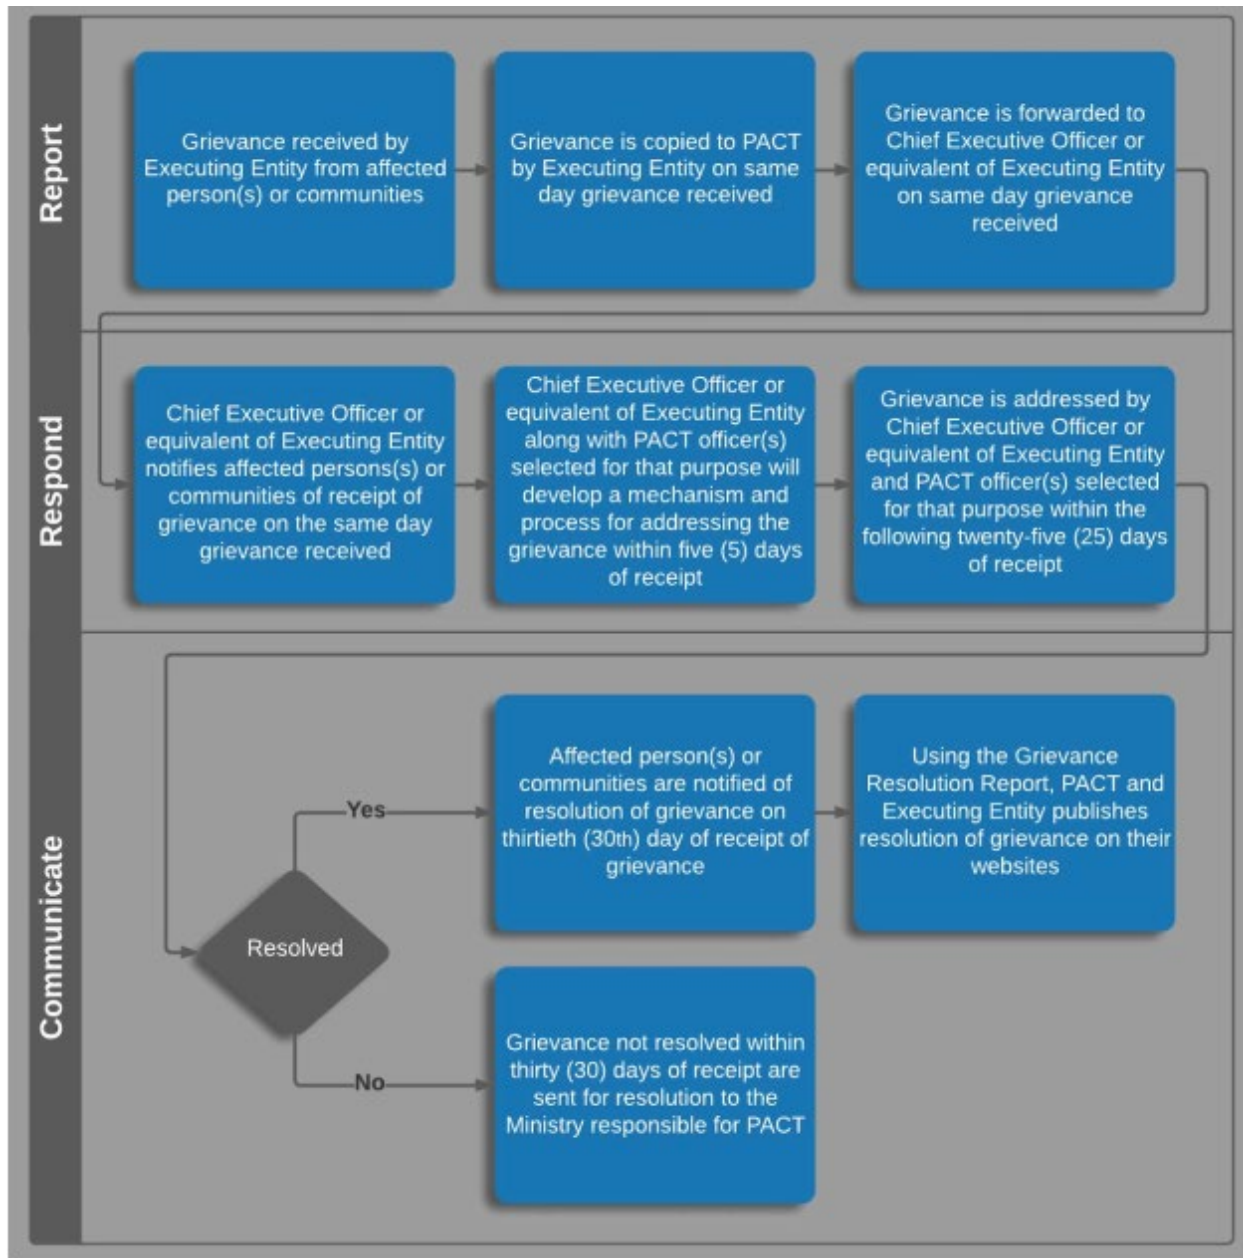 Report
Grievance received by
Executing Entity from affected
person(s) or communities
Grievance is copied to PACT
by Executing Entity on same
day grievance received
Grievance is forwarded to
Chief Executive Officer or
equivalent of Executing Entity
on same day grievance
received
Respond
Chief Executive Officer or
equivalent of Executing Entity
notifies affected persons(s) or
communities of receipt of
grievance on the same day
grievance received
Chief Executive Officer or
equivalent of Executing Entity
along with PACT officer(s)
selected for that purpose will
develop a mechanism and
process for addressing the
grievance within five (5) days
of receipt
Grievance is addressed by
Chief Executive Officer or
equivalent of Executing Entity
and PACT officer(s) selected
for that purpose within the
following twenty-five (25) days
of receipt
Communicate
Resolved
Yes
Affected person(s) or
communities are notified of
resolution of grievance on
thirtieth (30th) day of receipt of
grievance
Using the Grievance
Resolution Report, PACT and
Executing Entity publishes
resolution of grievance on their
websites
No
Grievance not resolved within
thirty (30) days of receipt are
sent for resolution to the
Ministry responsible for PACT